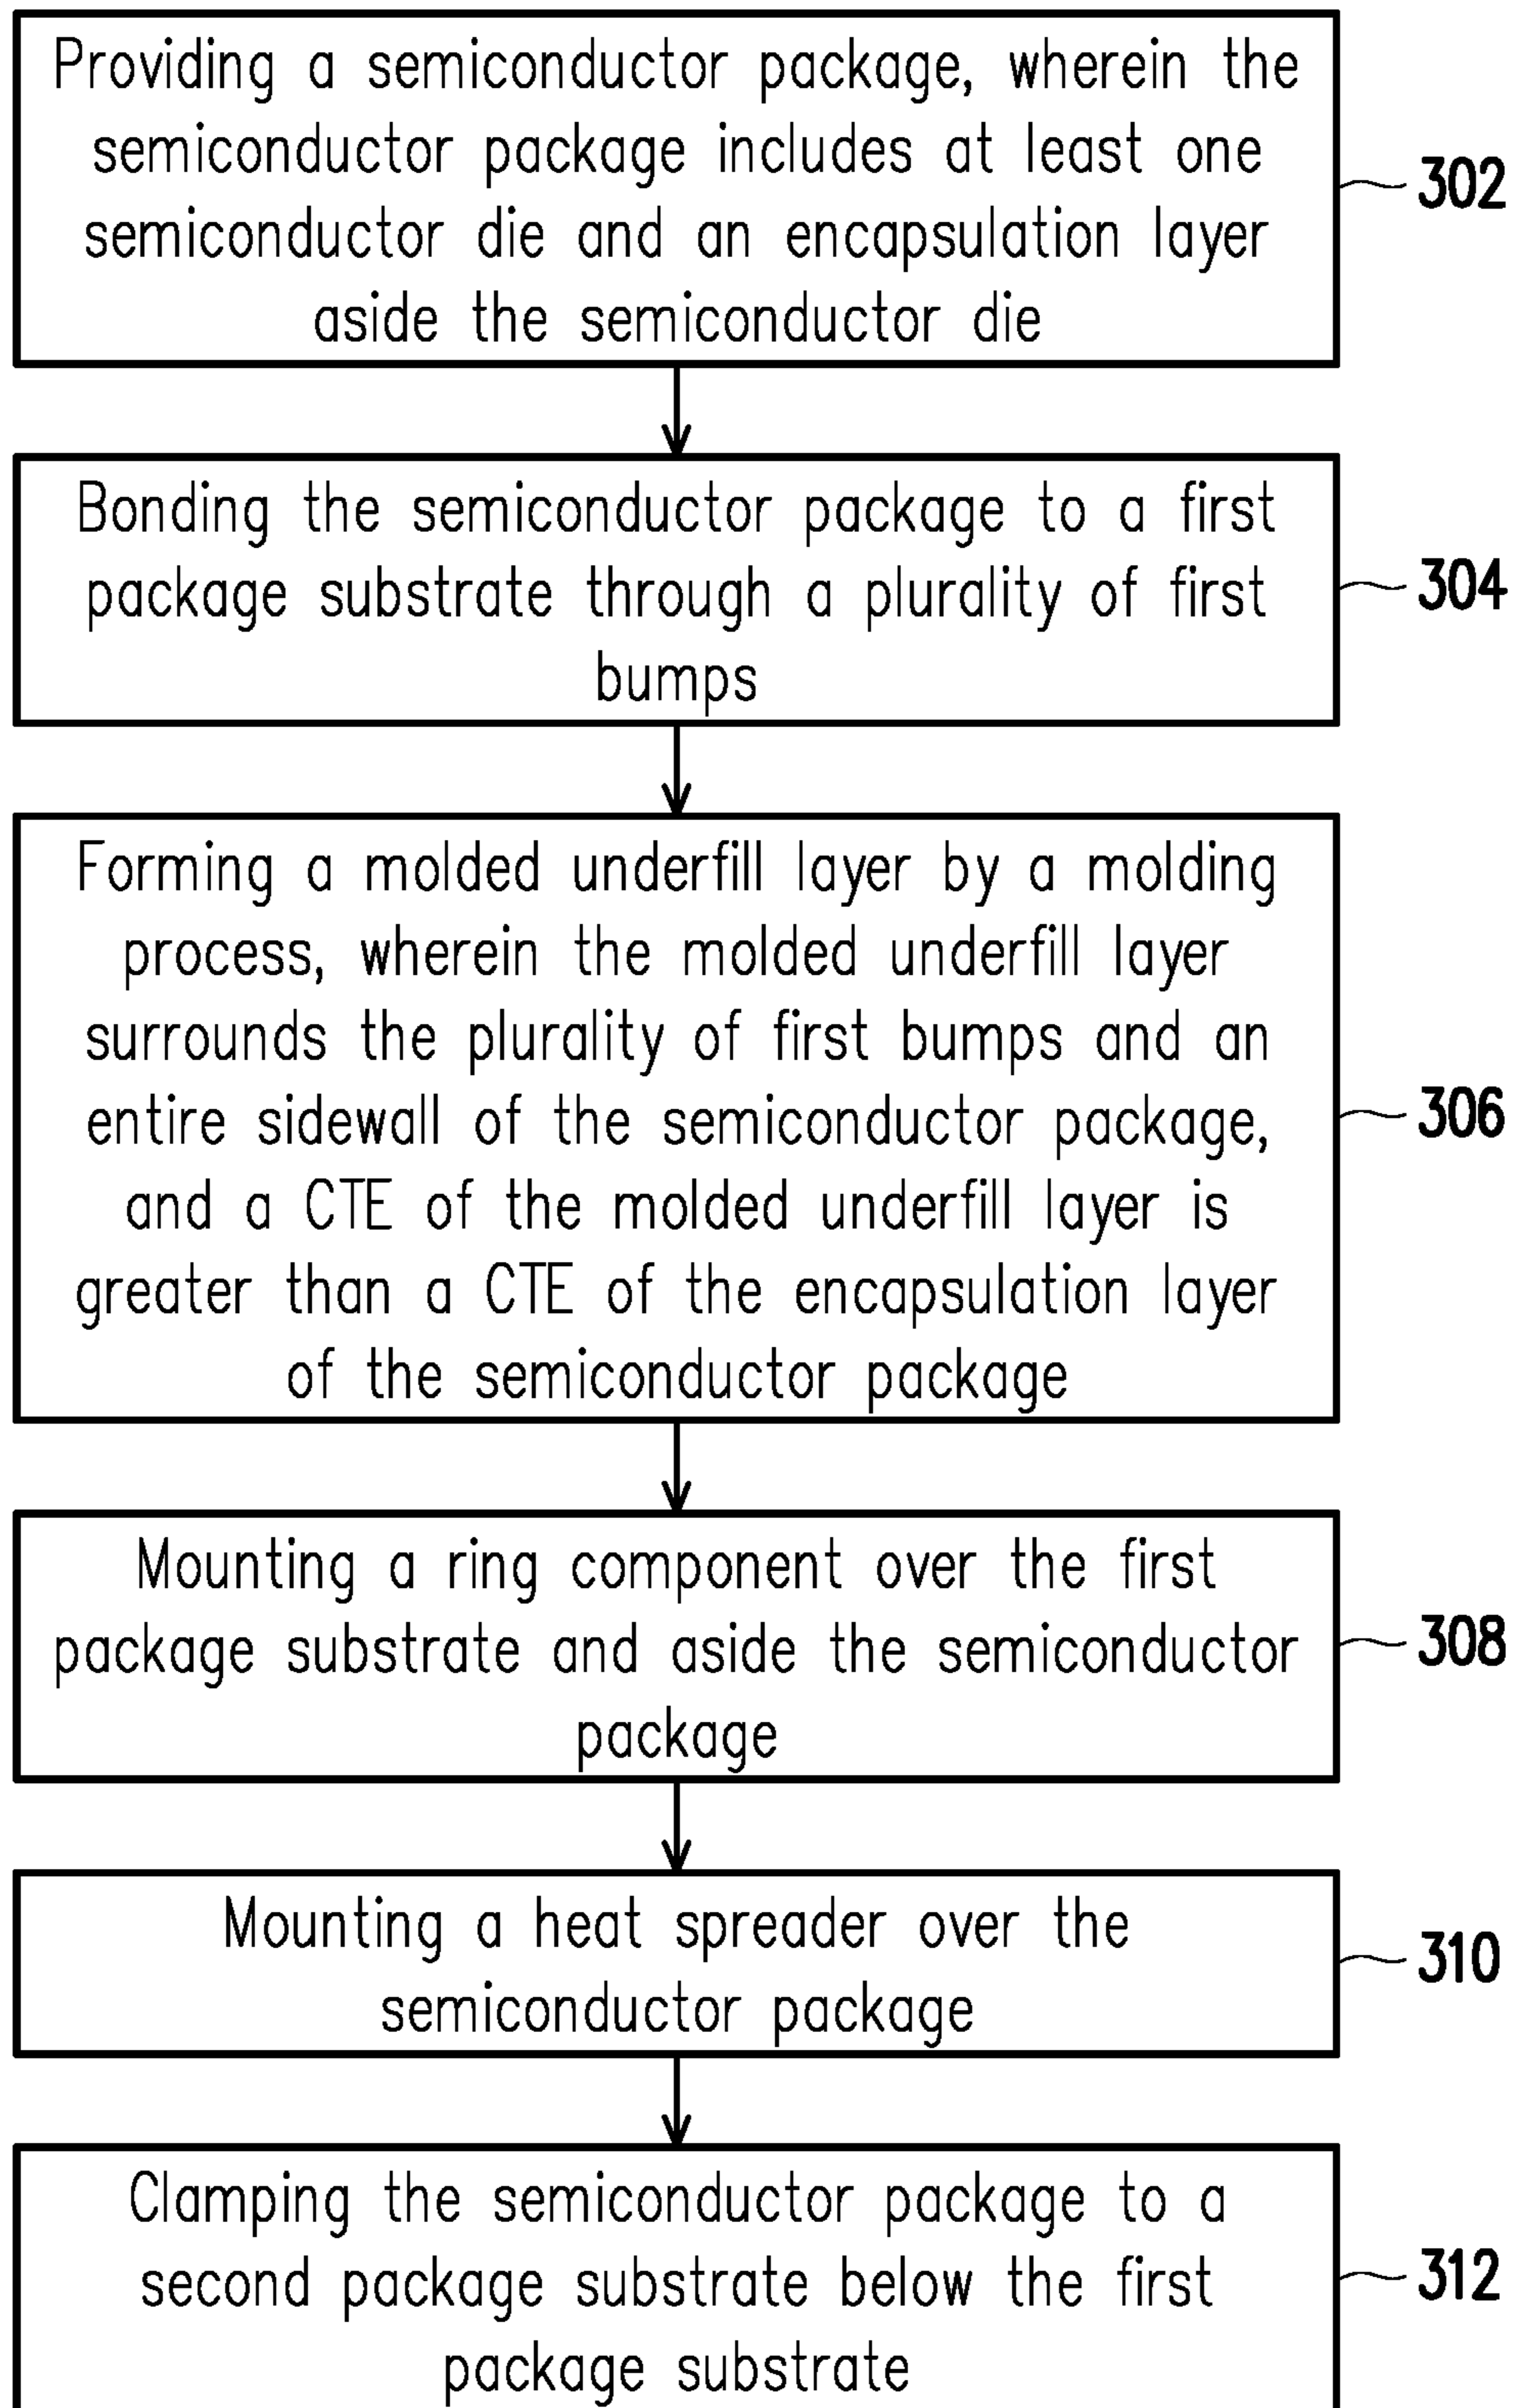 Providing a semiconductor package, wherein the
semiconductor package includes at least one
semiconductor die and an encapsulation layer
aside the semiconductor die
302
Bonding the semiconductor package to a first
package substrate through a plurality of first
bumps
304
Forming a molded underfill layer by a molding
process, wherein the molded underfill layer
surrounds the plurality of first bumps and an
entire sidewall of the semiconductor package,
and a CTE of the molded underfill layer is
greater than a CTE of the encapsulation layer
of the semiconductor package
306
Mounting a ring component over the first
package substrate and aside the semiconductor
package
308
Mounting a heat spreader over the
semiconductor package
310
Clamping the semiconductor package to a
second package substrate below the first
package substrate
312